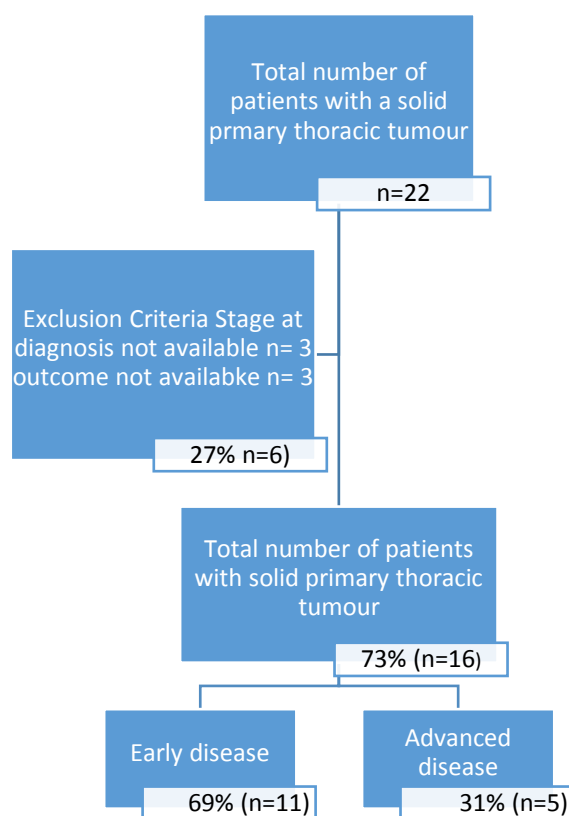 Total number of
patients with a solid
prmary thoracic tumour
n=22
Exclusion Criteria Stage at
diagnosis not available n= 3
outcome not availabke n= 3
27% n=6)
Total number of patients
with solid primary thoracic
tumour
73% (n=16)
Early disease
69% (n=11)
Advanced
disease
31% (n=5)